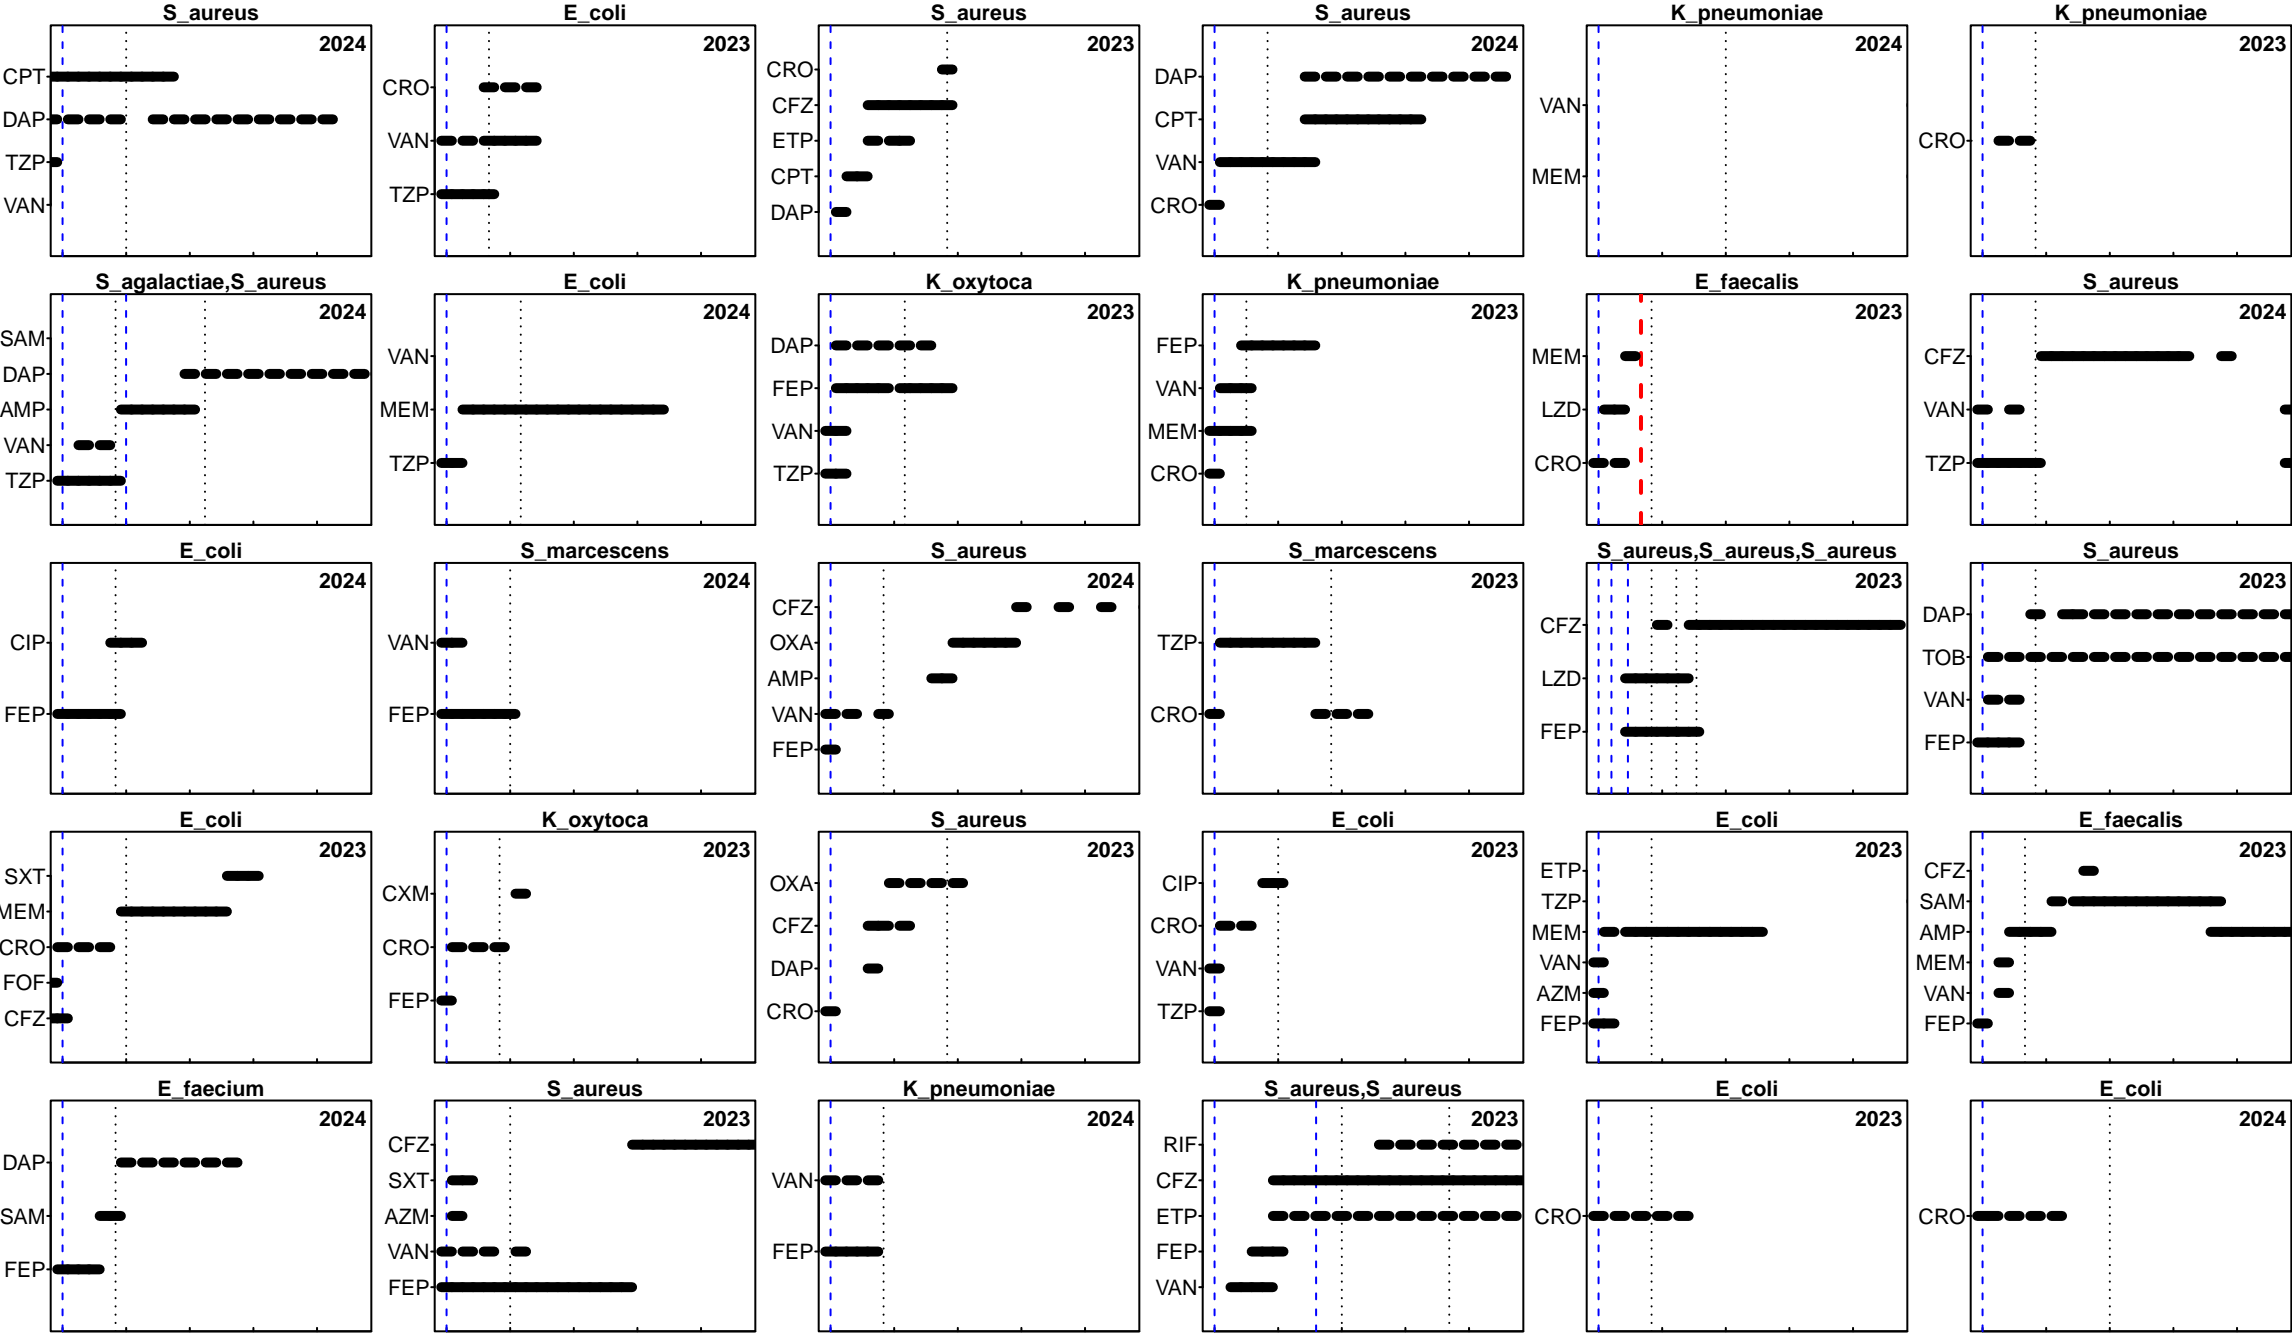 S_aureus
E_coli
S_aureus
S_aureus
K_pneumoniae
K_pneumoniae
2024
CPT
DAP
TZP
VAN
2023
CRO
VAN
TZP
2023
CRO
CFZ
ETP
CPT
DAP
2024
DAP
CPT
VAN
CRO
2024
VAN
MEM
2023
CRO
S_agalactiae,S_aureus
E_coli
K_oxytoca
K_pneumoniae
E_faecalis
S_aureus
2024
SAM
DAP
AMP
VAN
TZP
2024
VAN
MEM
TZP
2023
DAP
FEP
VAN
TZP
2023
FEP
VAN
MEM
CRO
2023
MEM
LZD
CRO
2024
CFZ
VAN
TZP
E_coli
S_marcescens
S_aureus
S_marcescens
S_aureus,S_aureus,S_aureus
S_aureus
2024
CIP
FEP
2024
VAN
FEP
2024
CFZ
OXA
AMP
VAN
FEP
2023
TZP
CRO
2023
CFZ
LZD
FEP
2023
DAP
TOB
VAN
FEP
E_coli
K_oxytoca
S_aureus
E_coli
E_coli
E_faecalis
2023
SXT
MEM
CRO
FOF
CFZ
2023
CXM
CRO
FEP
2023
OXA
CFZ
DAP
CRO
2023
CIP
CRO
VAN
TZP
2023
ETP
TZP
MEM
VAN
AZM
FEP
2023
CFZ
SAM
AMP
MEM
VAN
FEP
E_faecium
S_aureus
K_pneumoniae
S_aureus,S_aureus
E_coli
E_coli
2024
DAP
SAM
FEP
2023
CFZ
SXT
AZM
VAN
FEP
2024
VAN
FEP
2023
RIF
CFZ
ETP
FEP
VAN
2023
CRO
2024
CRO